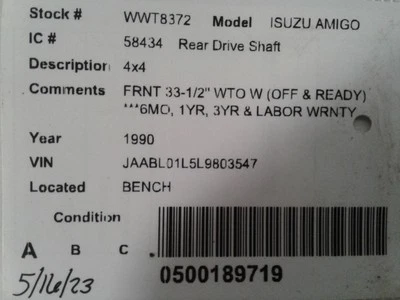 Stock # WWT8372 Model ISUZU AMIGO
IC # 58434 Rear Drive Shaft
Description 4x4
Comments FRNT 33-1/2" WTO W (OFF & READY)
***6MO, 1YR, 3YR & LABOR WRNTY
Year 1990
VIN JAABL01L5L9803547
Located BENCH
Condition
A B C .
0500189719
5/16/23